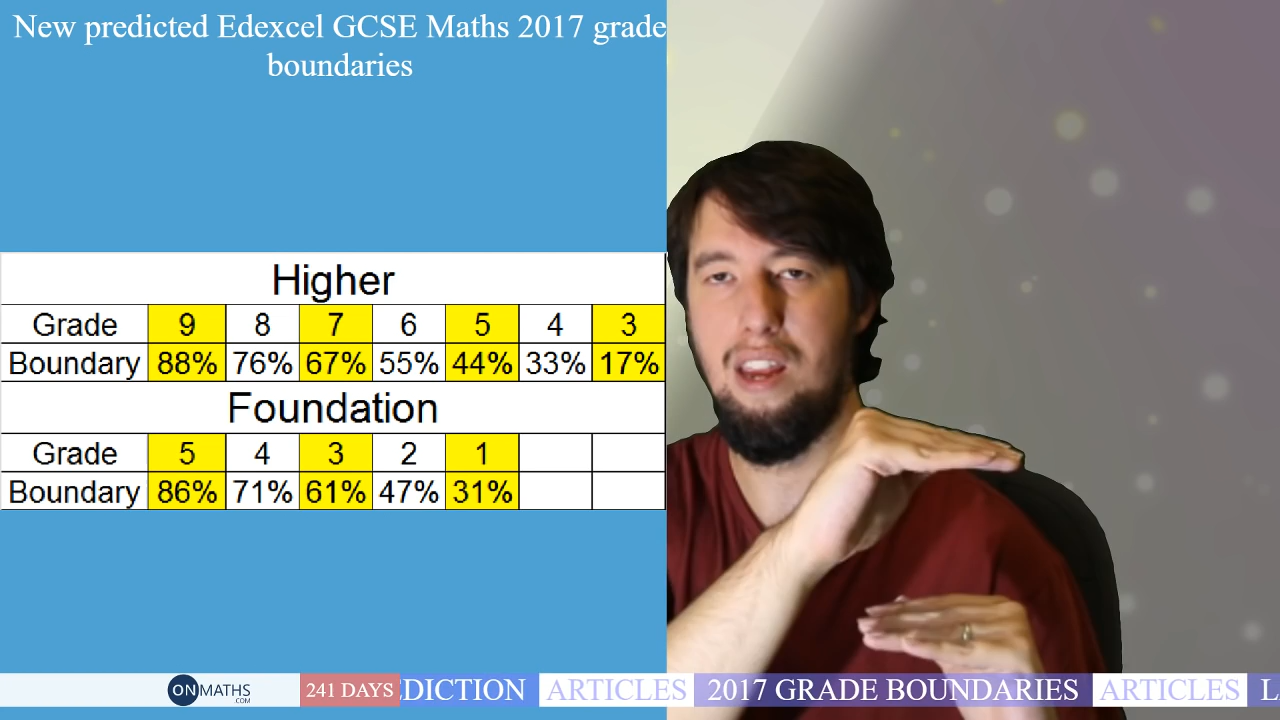 New predicted Edexcel GCSE Maths 2017 grade
boundaries
Higher
Grade 9 8 7 6 5 4 3
Boundary 88% 76% 67% 55% 44% 33% 17%
Foundation
Grade 5 4 3 2 1
Boundary 86% 71% 61% 47% 31%
ONMATHS .COM 241 DAYS DICTION ARTICLES 2017 GRADE BOUNDARIES ARTICLES L